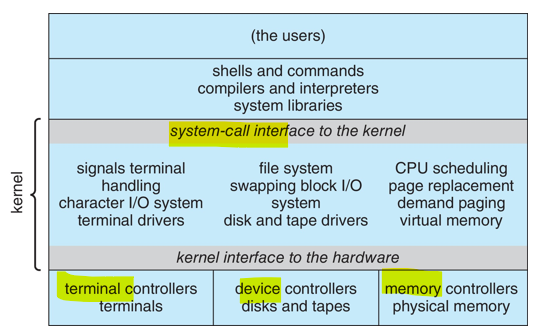 (the users)
shells and commands
compilers and interpreters
system libraries
system-call interface to the kernel
kernel
signals terminal
handling
character I/O system
terminal drivers
file system
swapping block I/O
system
disk and tape drivers
CPU scheduling
page replacement
demand paging
virtual memory
kernel interface to the hardware
terminal controllers
terminals
device controllers
disks and tapes
memory controllers
physical memory